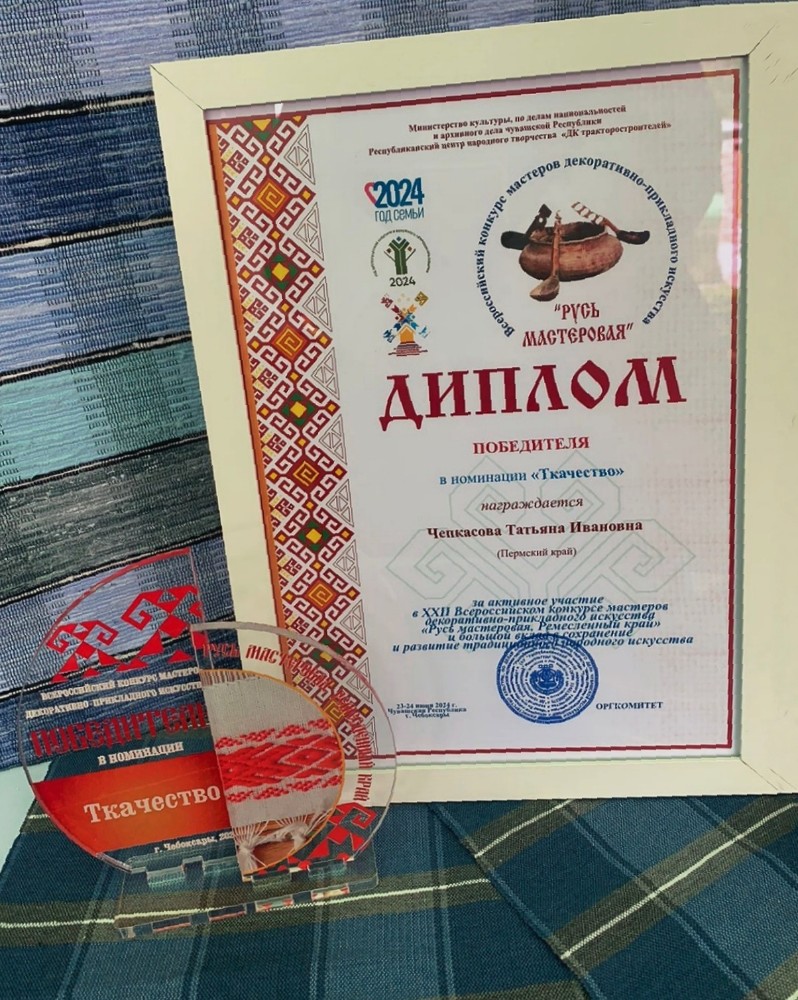 Министерство культуры, по делам национальностей
и архивного дела чувашской Республики
Республиканский центр народного творчества «ДК тракторостроителей»
2024
ГОД СЕМЬИ
2024
Всероссийский конкурс мастеров декоративно-прикладного искусства
"РУСЬ
МАСТЕРОВАЯ"
ДИПЛОМ
ПОБЕДИТЕЛЯ
в номинации «Ткачество»
награждается
Чепкасова Татьяна Ивановна
(Пермский край)
за активное участие
в XXII Всероссийском конкурсе мастеров
декоративно-прикладного искусства
«Русь мастеровая. Ремесленный край»
и большой вклад в сохранение
и развитие традиционного народного искусства
23-24 июня 2024 г.
Чувашская Республика
г. Чебоксары
ОРГКОМИТЕТ
ВСЕРОССИЙСКИЙ КОНКУРС МАСТЕРОВ
ДЕКОРАТИВНО-ПРИКЛАДНОГО ИСКУССТВА
ПОБЕДИТЕЛЬ
В НОМИНАЦИИ
Ткачество
г. Чебоксары,
РУСЬ МАСТЕРОВАЯ. РЕМЕСЛЕННЫЙ КРАЙ